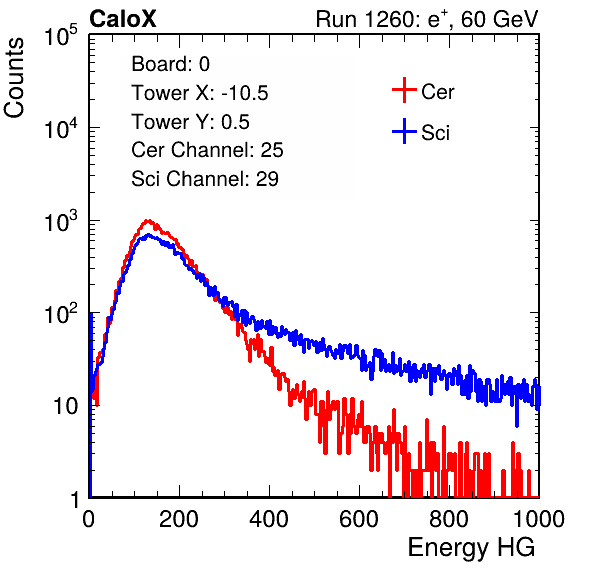 CaloX Run 1260: e⁺, 60 GeV
Counts
10⁵
10⁴
10³
10²
10
1
Board: 0
Tower X: -10.5
Tower Y: 0.5
Cer Channel: 25
Sci Channel: 29
Cer
Sci
0 200 400 600 800 1000
Energy HG